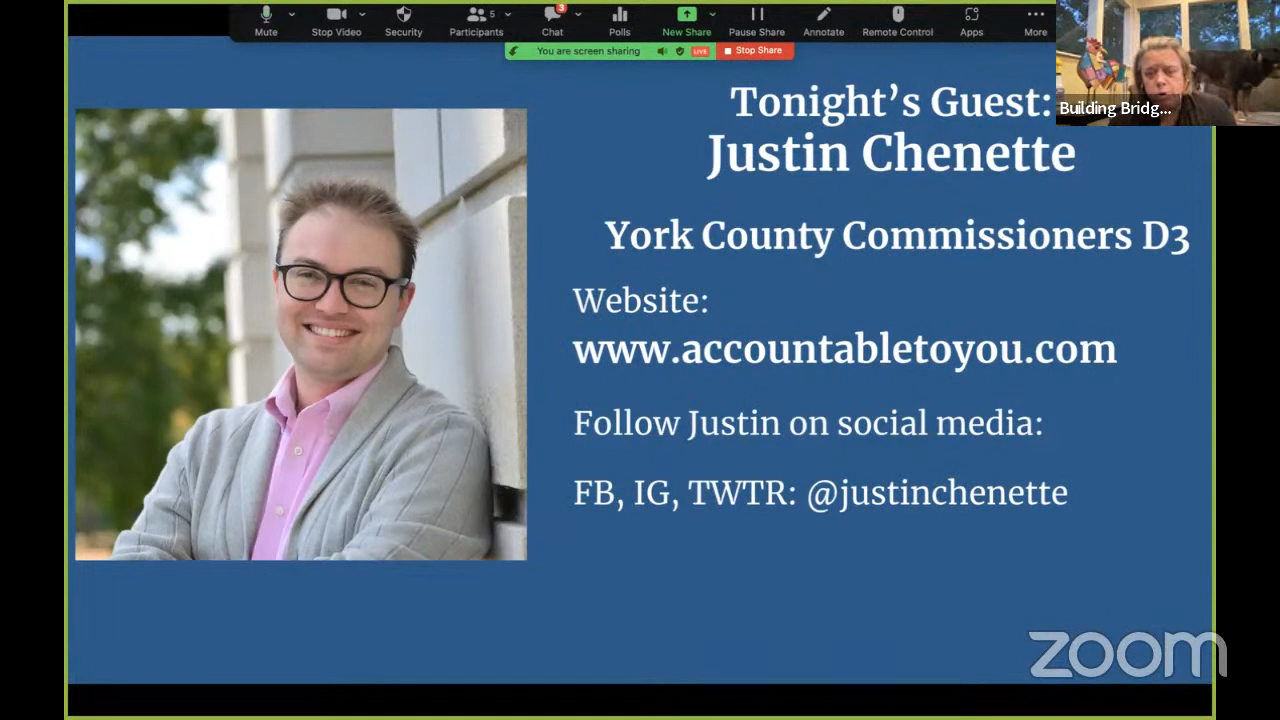 Mute
Stop Video
Security
5
Participants
3
Chat
Polls
New Share
Pause Share
Annotate
Remote Control
Apps
More
You are screen sharing
LIVE
Stop Share
Building Bridg...
Tonight’s Guest:
Justin Chenette
York County Commissioners D3
Website:
www.accountabletoyou.com
Follow Justin on social media:
FB, IG, TWTR: @justinchenette
zoom